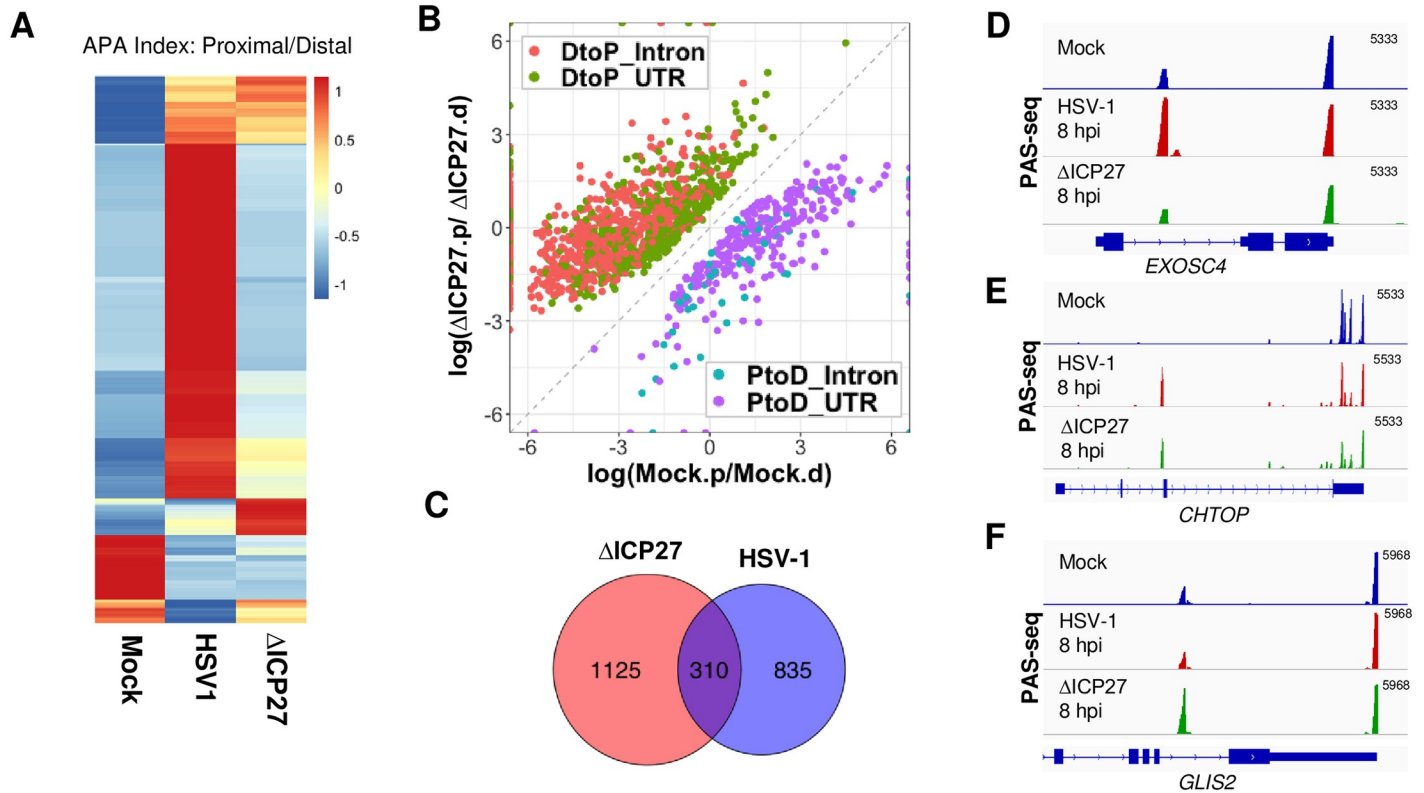 A
APA Index: Proximal/Distal
1
0.5
0
-0.5
-1
Mock
HSV1
ΔICP27
B
DtoP_Intron
DtoP_UTR
PtoD_Intron
PtoD_UTR
6
3
0
-3
-6
-6
-3
0
3
6
log(ΔICP27.p/ ΔICP27.d)
log(Mock.p/Mock.d)
C
ΔICP27
HSV-1
1125
310
835
D
PAS-seq
Mock
5333
HSV-1
8 hpi
5333
ΔICP27
8 hpi
5333
EXOSC4
E
PAS-seq
Mock
5533
HSV-1
8 hpi
5533
ΔICP27
8 hpi
5533
CHTOP
F
PAS-seq
Mock
5968
HSV-1
8 hpi
5968
ΔICP27
8 hpi
5968
GLIS2